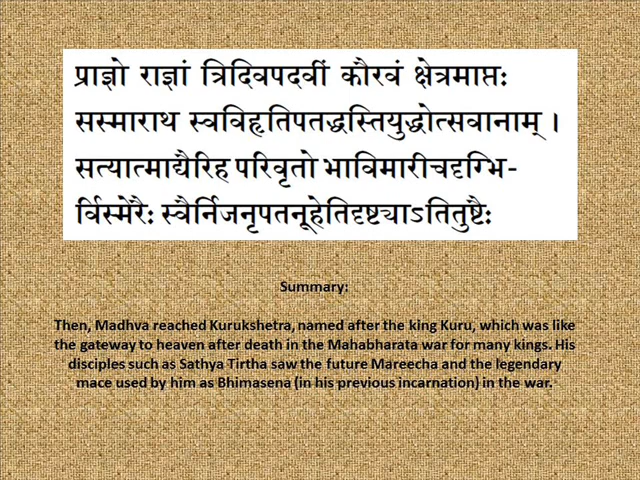 प्राज्ञो राज्ञां त्रिदिवपदवीं कौरवं क्षेत्रमाप्तः
सस्माराथ स्वविहृतिपतद्धस्तियुद्धोत्सवानाम् ।
सत्यात्माद्यैरिह परिवृतो भाविमारीचदृग्भि-
र्विस्मेरैः स्वैर्निजनृपतनूहेतिदृष्ट्याऽतितुष्टैः
Summary:
Then, Madhva reached Kurukshetra, named after the king Kuru, which was like
the gateway to heaven after death in the Mahabharata war for many kings. His
disciples such as Sathya Tirtha saw the future Mareecha and the legendary
mace used by him as Bhimasena (in his previous incarnation) in the war.